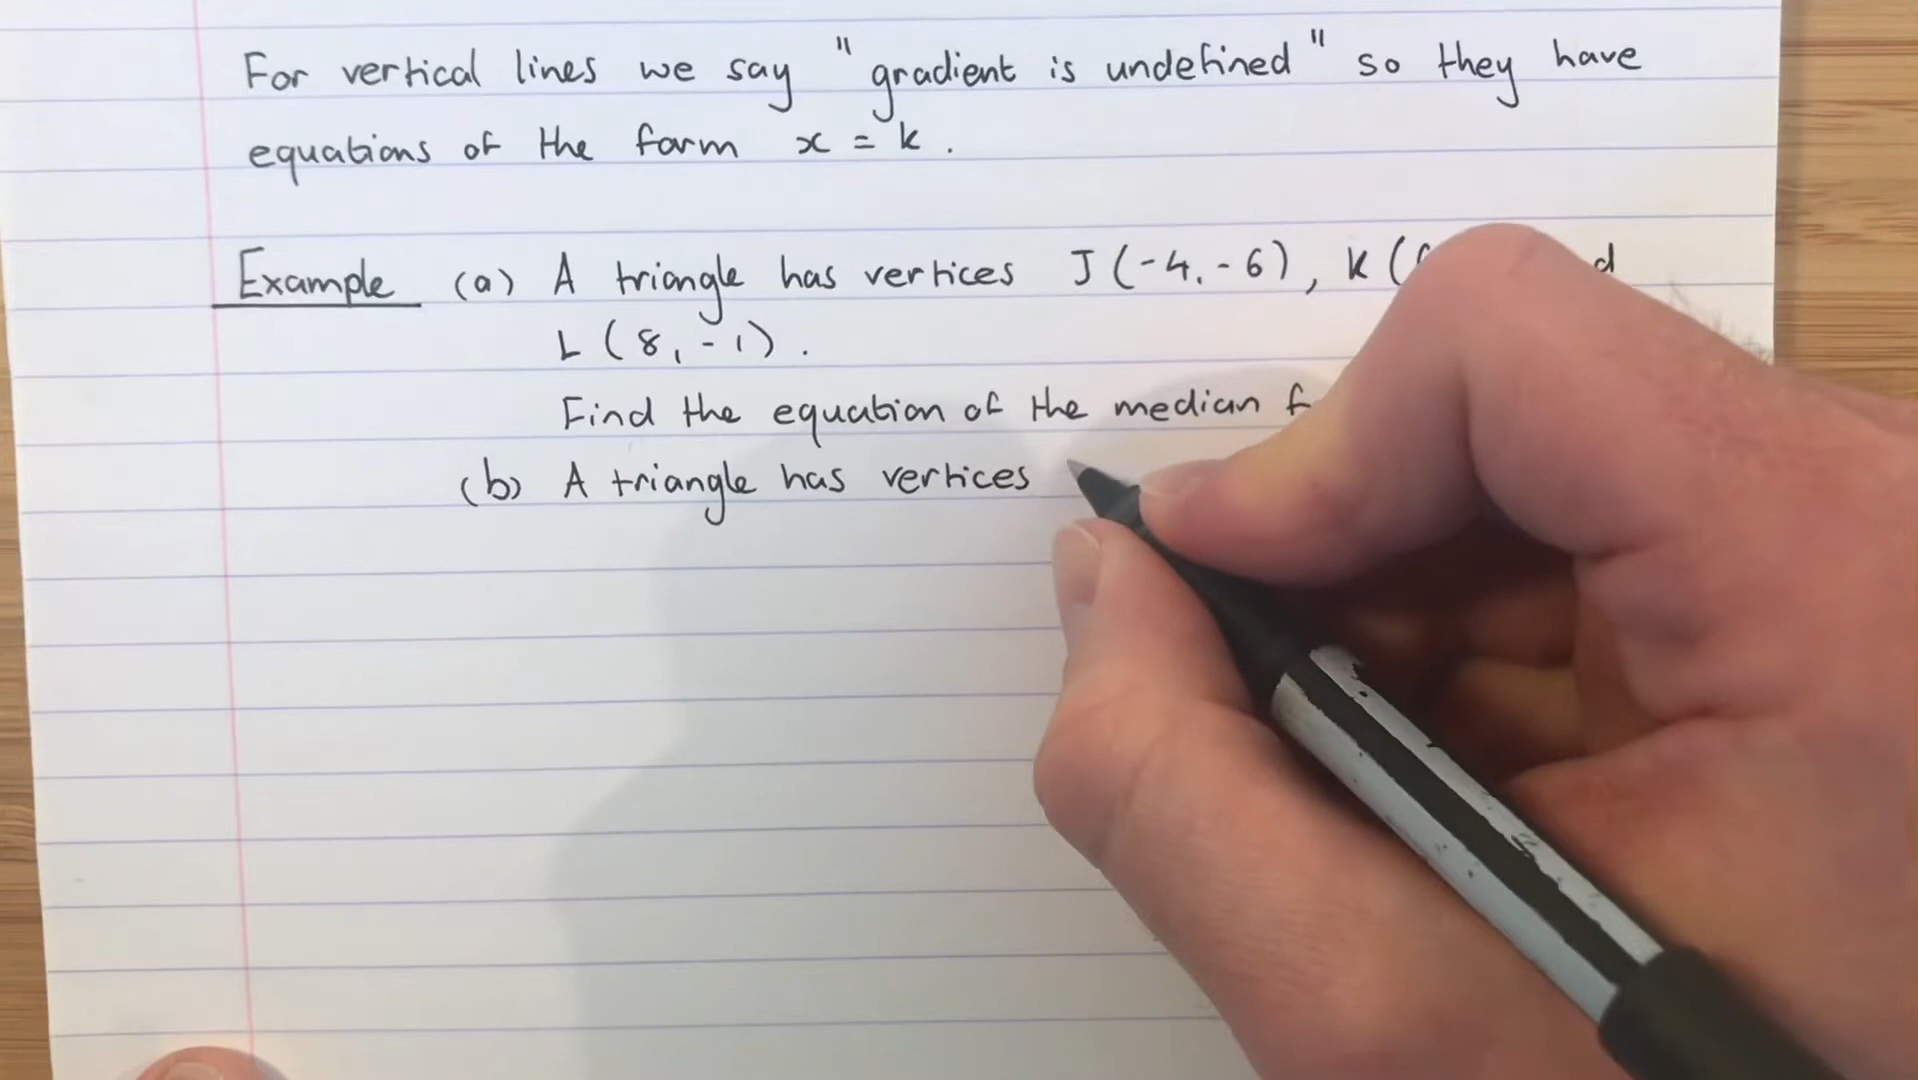 For vertical lines we say "gradient is undefined" so they have
equations of the form x = k .
Example (a) A triangle has vertices J (-4, -6), K (
L (8, -1) .
Find the equation of the median
(b) A triangle has vertices